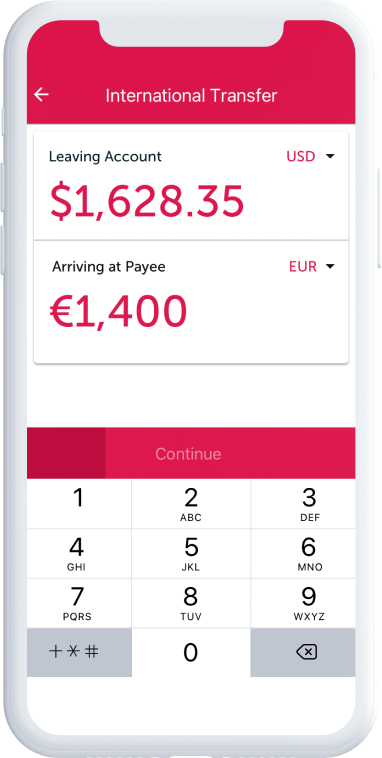 International Transfer
Leaving Account USD
$1,628.35
Arriving at Payee EUR
€1,400
Continue
1 2 3
ABC DEF
4 5 6
GHI JKL MNO
7 8 9
PQRS TUV WXYZ
+*# 0